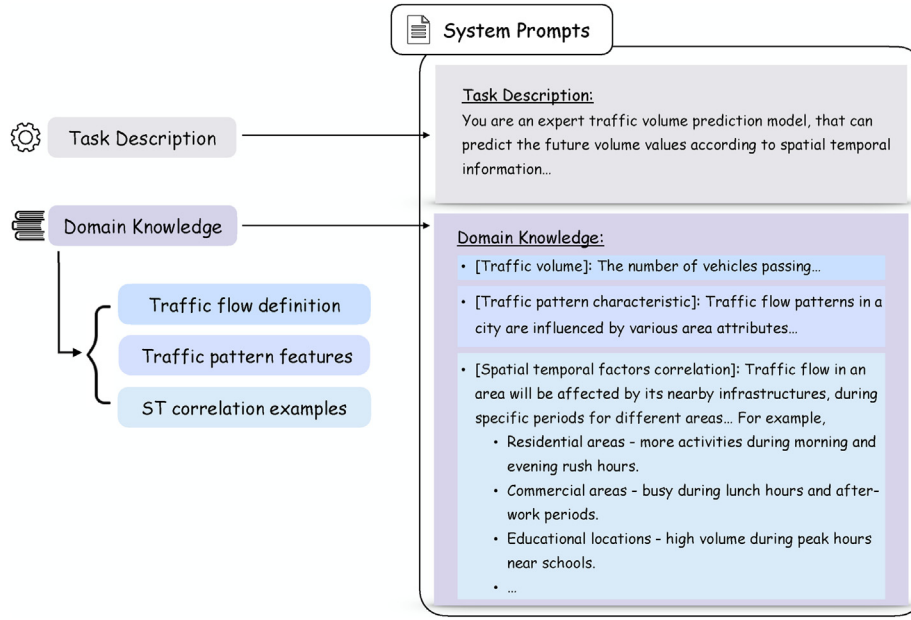 System Prompts
Task Description
Domain Knowledge
Traffic flow definition
Traffic pattern features
ST correlation examples
Task Description:
You are an expert traffic volume prediction model, that can
predict the future volume values according to spatial temporal
information…
Domain Knowledge:
• [Traffic volume]: The number of vehicles passing…
• [Traffic pattern characteristic]: Traffic flow patterns in a
city are influenced by various area attributes…
• [Spatial temporal factors correlation]: Traffic flow in an
area will be affected by its nearby infrastructures, during
specific periods for different areas… For example,
• Residential areas - more activities during morning and
evening rush hours.
• Commercial areas - busy during lunch hours and after-
work periods.
• Educational locations - high volume during peak hours
near schools.
• …